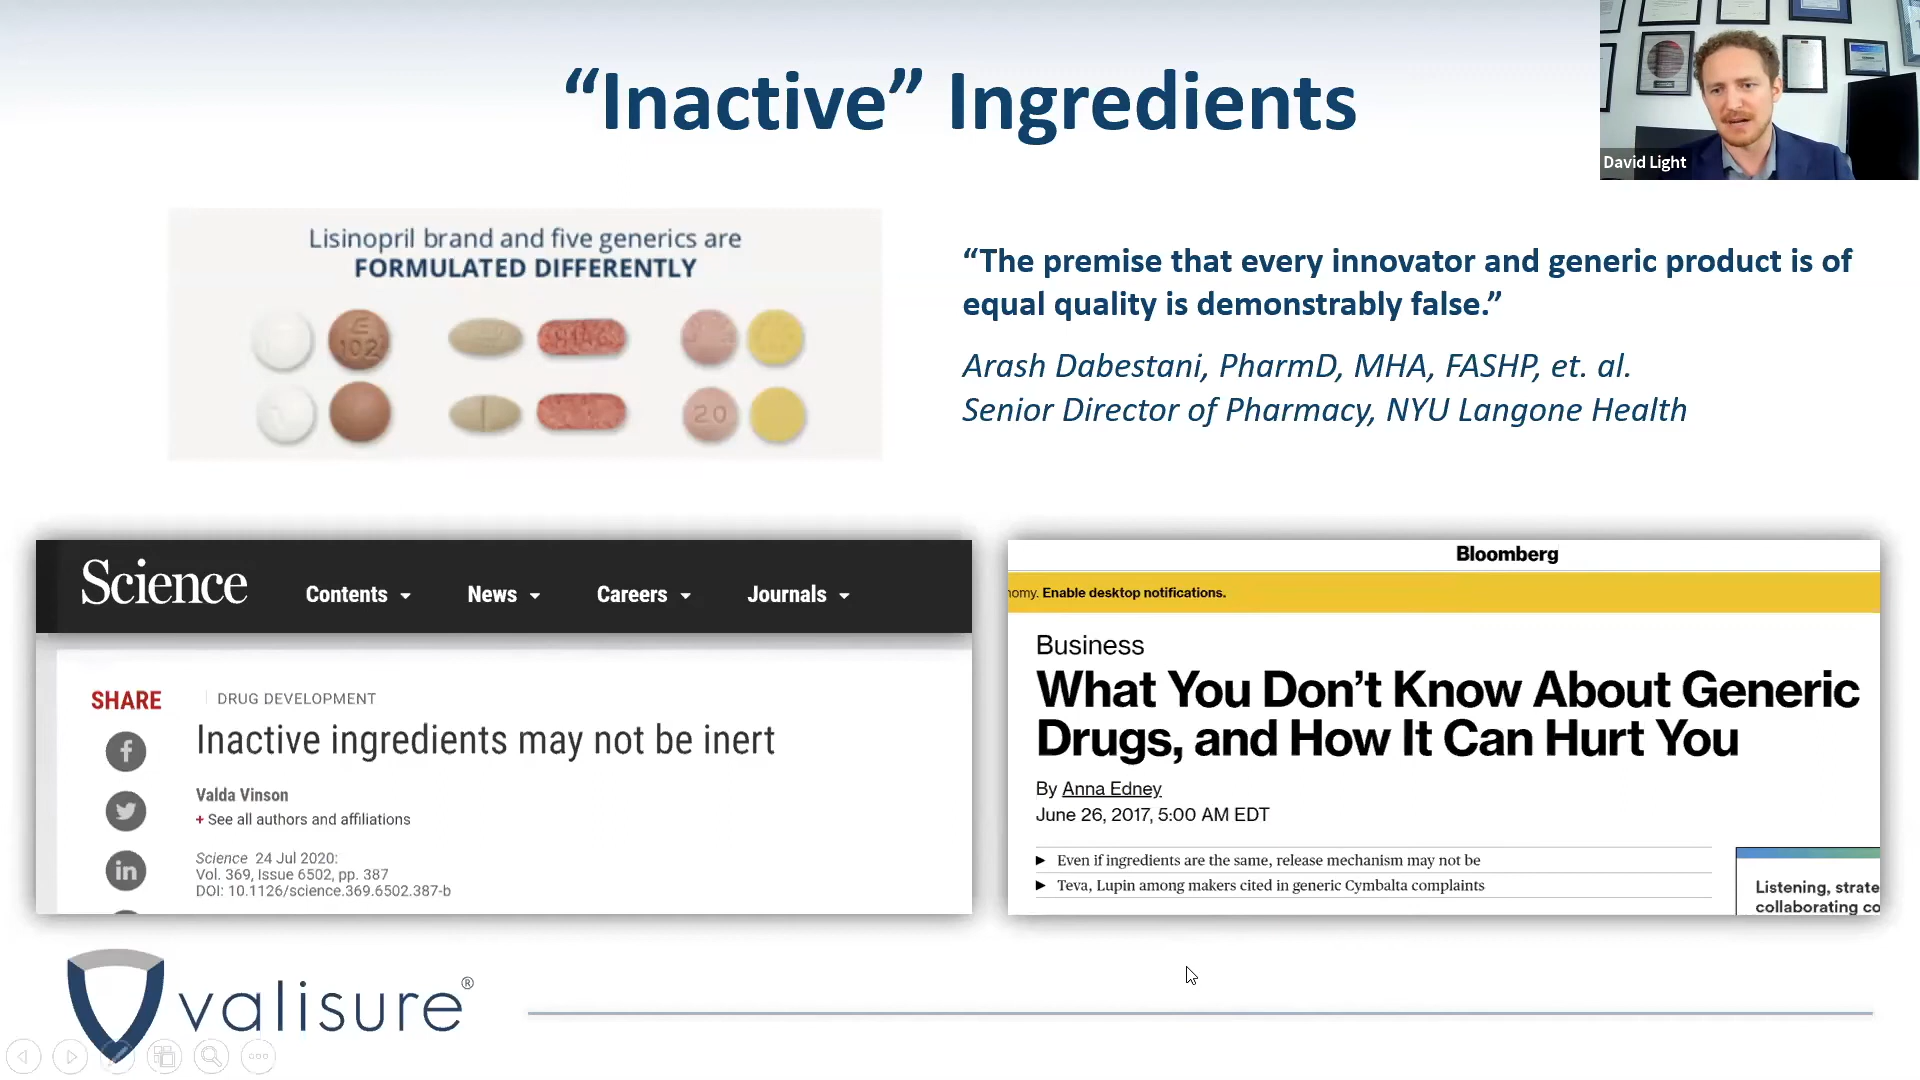 “Inactive” Ingredients
David Light
Lisinopril brand and five generics are
FORMULATED DIFFERENTLY
E
102
20
“The premise that every innovator and generic product is of
equal quality is demonstrably false.”
Arash Dabestani, PharmD, MHA, FASHP, et. al.
Senior Director of Pharmacy, NYU Langone Health
Science
Contents
News
Careers
Journals
SHARE
DRUG DEVELOPMENT
Inactive ingredients may not be inert
Valda Vinson
+ See all authors and affiliations
Science 24 Jul 2020:
Vol. 369, Issue 6502, pp. 387
DOI: 10.1126/science.369.6502.387-b
f
in
Bloomberg
nomy. Enable desktop notifications.
Business
What You Don’t Know About Generic
Drugs, and How It Can Hurt You
By Anna Edney
June 26, 2017, 5:00 AM EDT
Even if ingredients are the same, release mechanism may not be
Teva, Lupin among makers cited in generic Cymbalta complaints
Listening, strate
collaborating co
valisure®